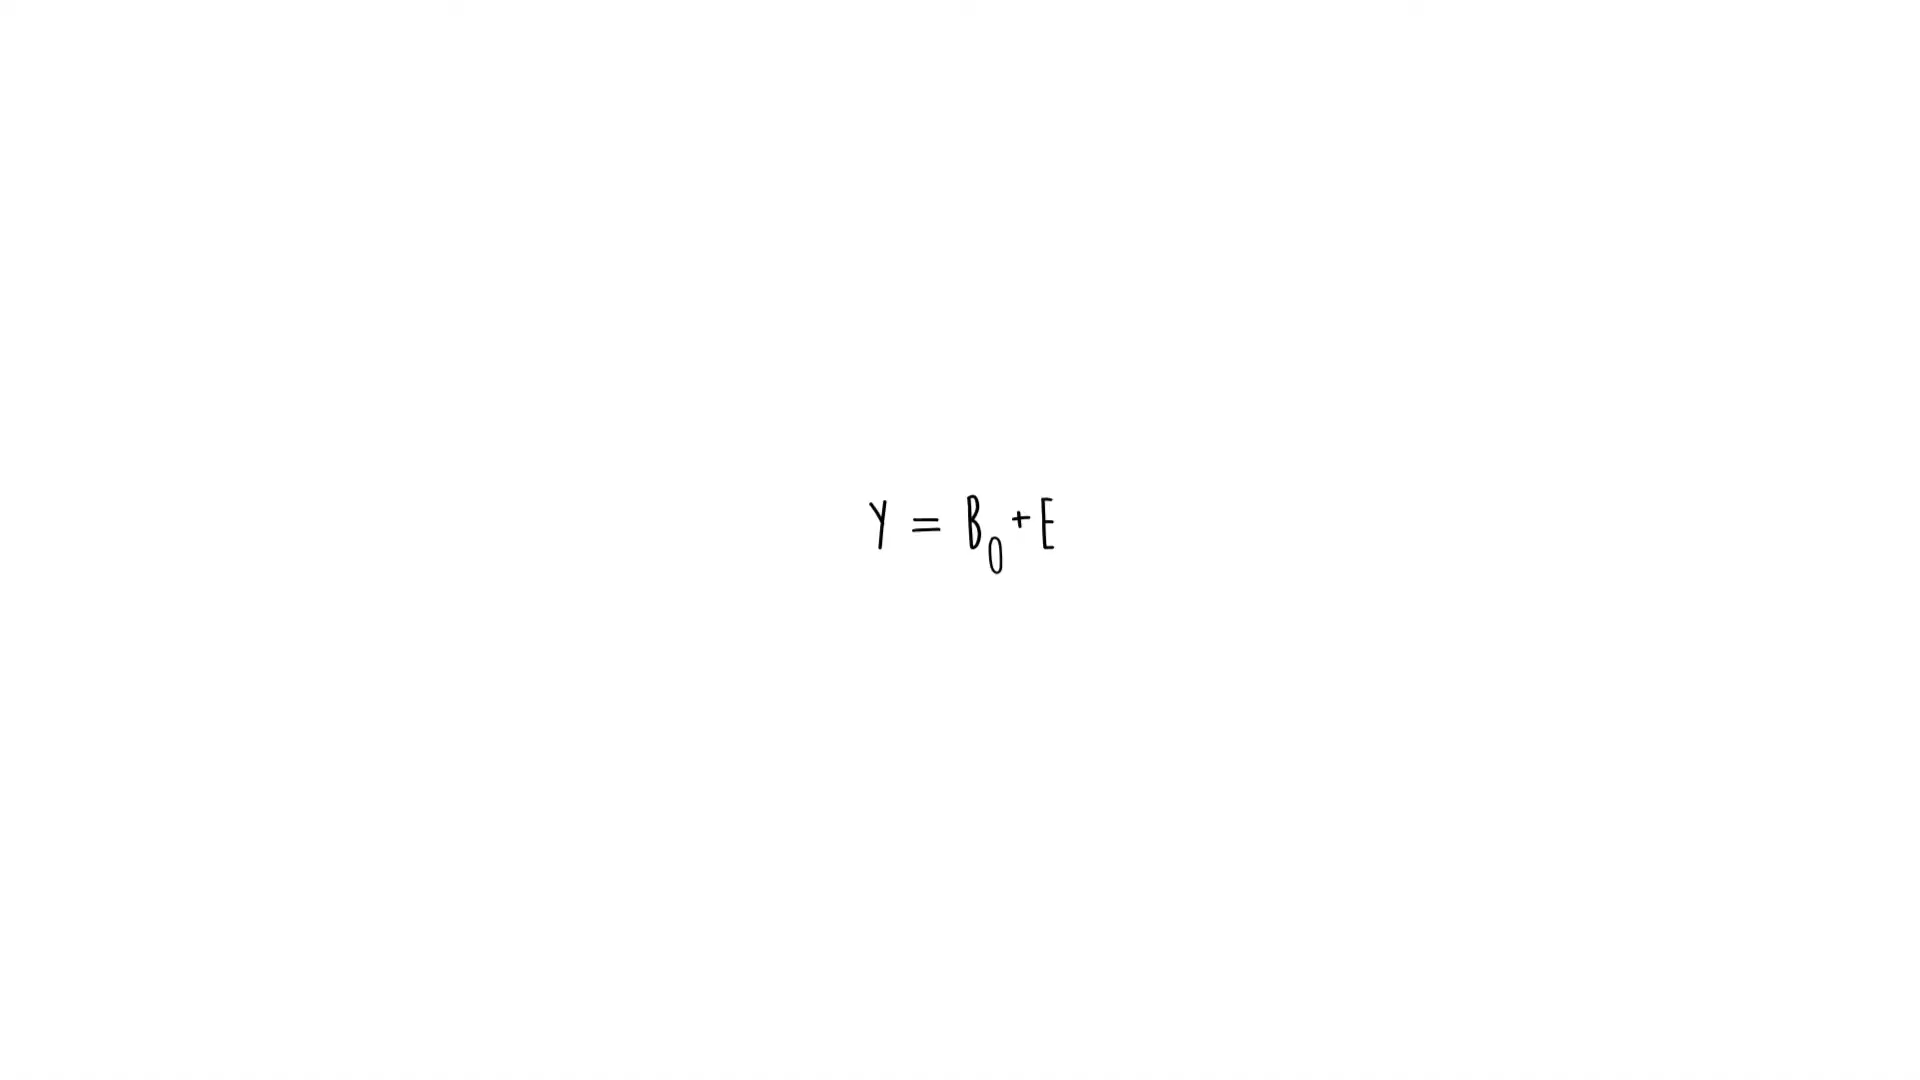 Y = B₀+E